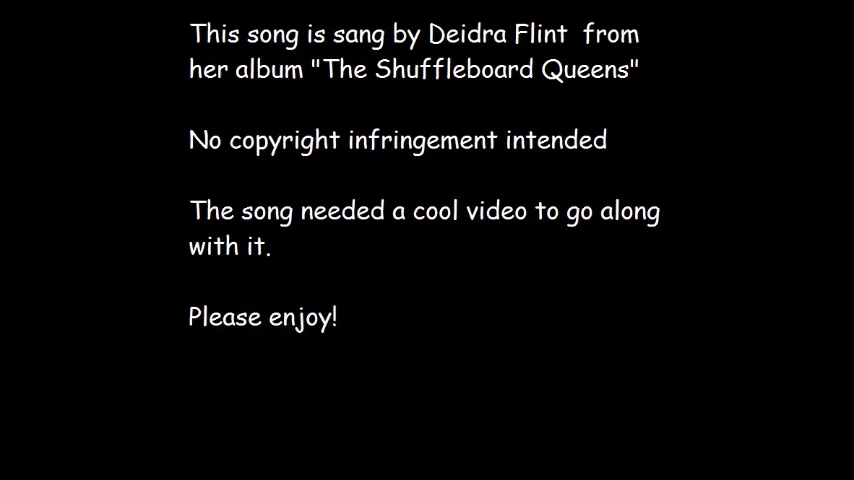 This song is sang by Deidra Flint  from
her album "The Shuffleboard Queens"
No copyright infringement intended
The song needed a cool video to go along
with it.
Please enjoy!